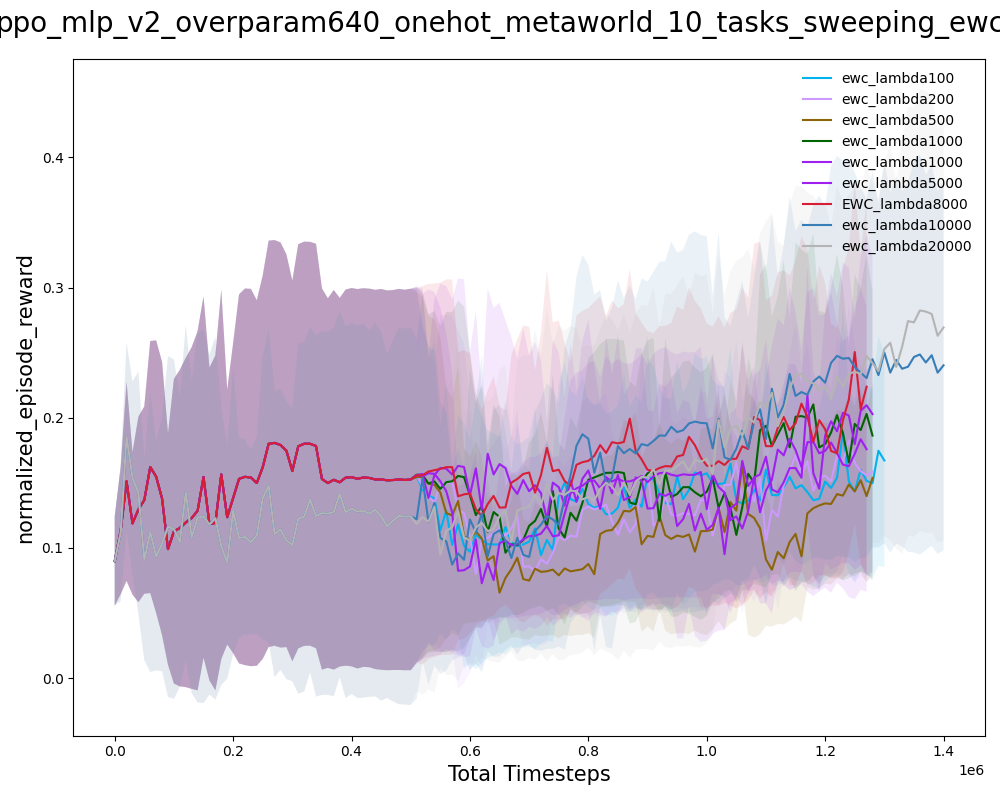 ppo_mlp_v2_overparam640_onehot_metaworld_10_tasks_sweeping_ewc
ewc_lambda100
ewc_lambda200
ewc_lambda500
ewc_lambda1000
ewc_lambda1000
ewc_lambda5000
EWC_lambda8000
ewc_lambda10000
ewc_lambda20000
normalized_episode_reward
0.4
0.3
0.2
0.1
0.0
0.0 0.2 0.4 0.6 0.8 1.0 1.2 1.4
1e6
Total Timesteps